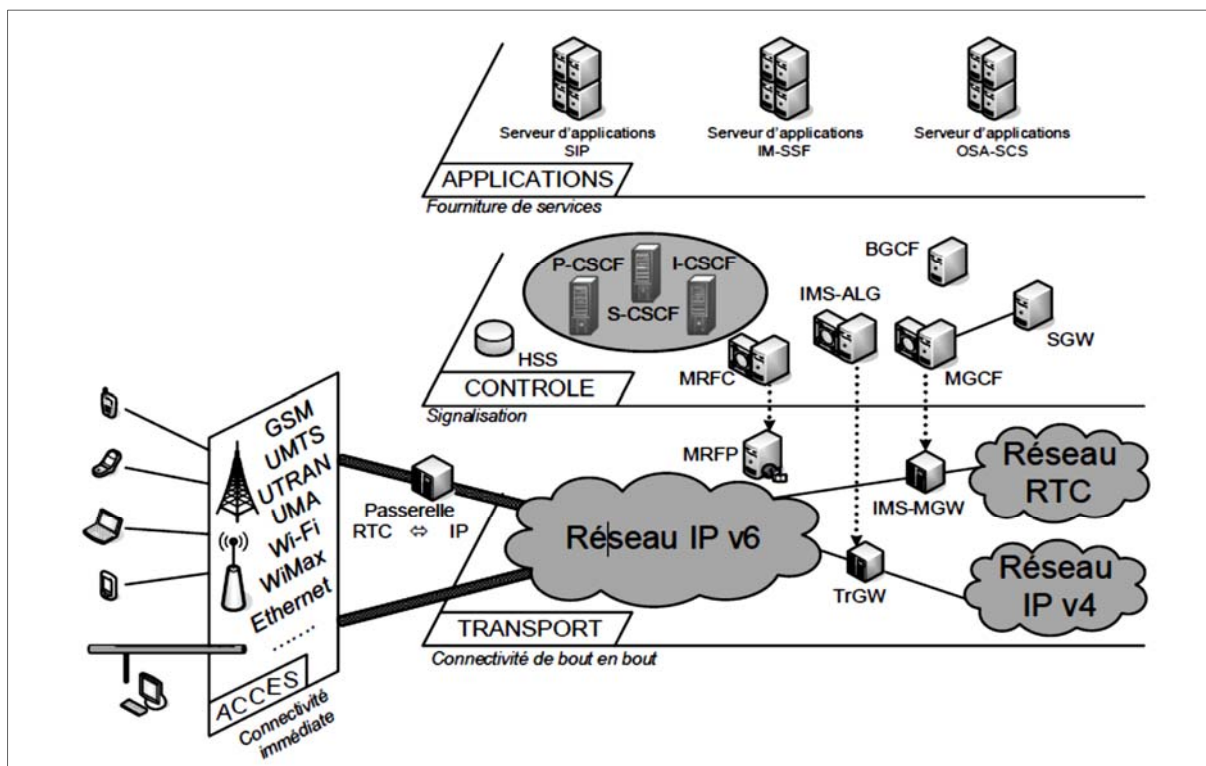 Serveur d'applications
SIP
Serveur d'applications
IM-SSF
Serveur d'applications
OSA-SCS
APPLICATIONS
Fourniture de services
P-CSCF
I-CSCF
S-CSCF
BGCF
IMS-ALG
SGW
HSS
MRFC
MGCF
CONTROLE
Signalisation
GSM
UMTS
UTRAN
UMA
Wi-Fi
WiMax
Ethernet
.......
ACCES
Connectivité
immédiate
Passerelle
RTC ⇔ IP
MRFP
Réseau IP v6
IMS-MGW
Réseau
RTC
TrGW
Réseau
IP v4
TRANSPORT
Connectivité de bout en bout